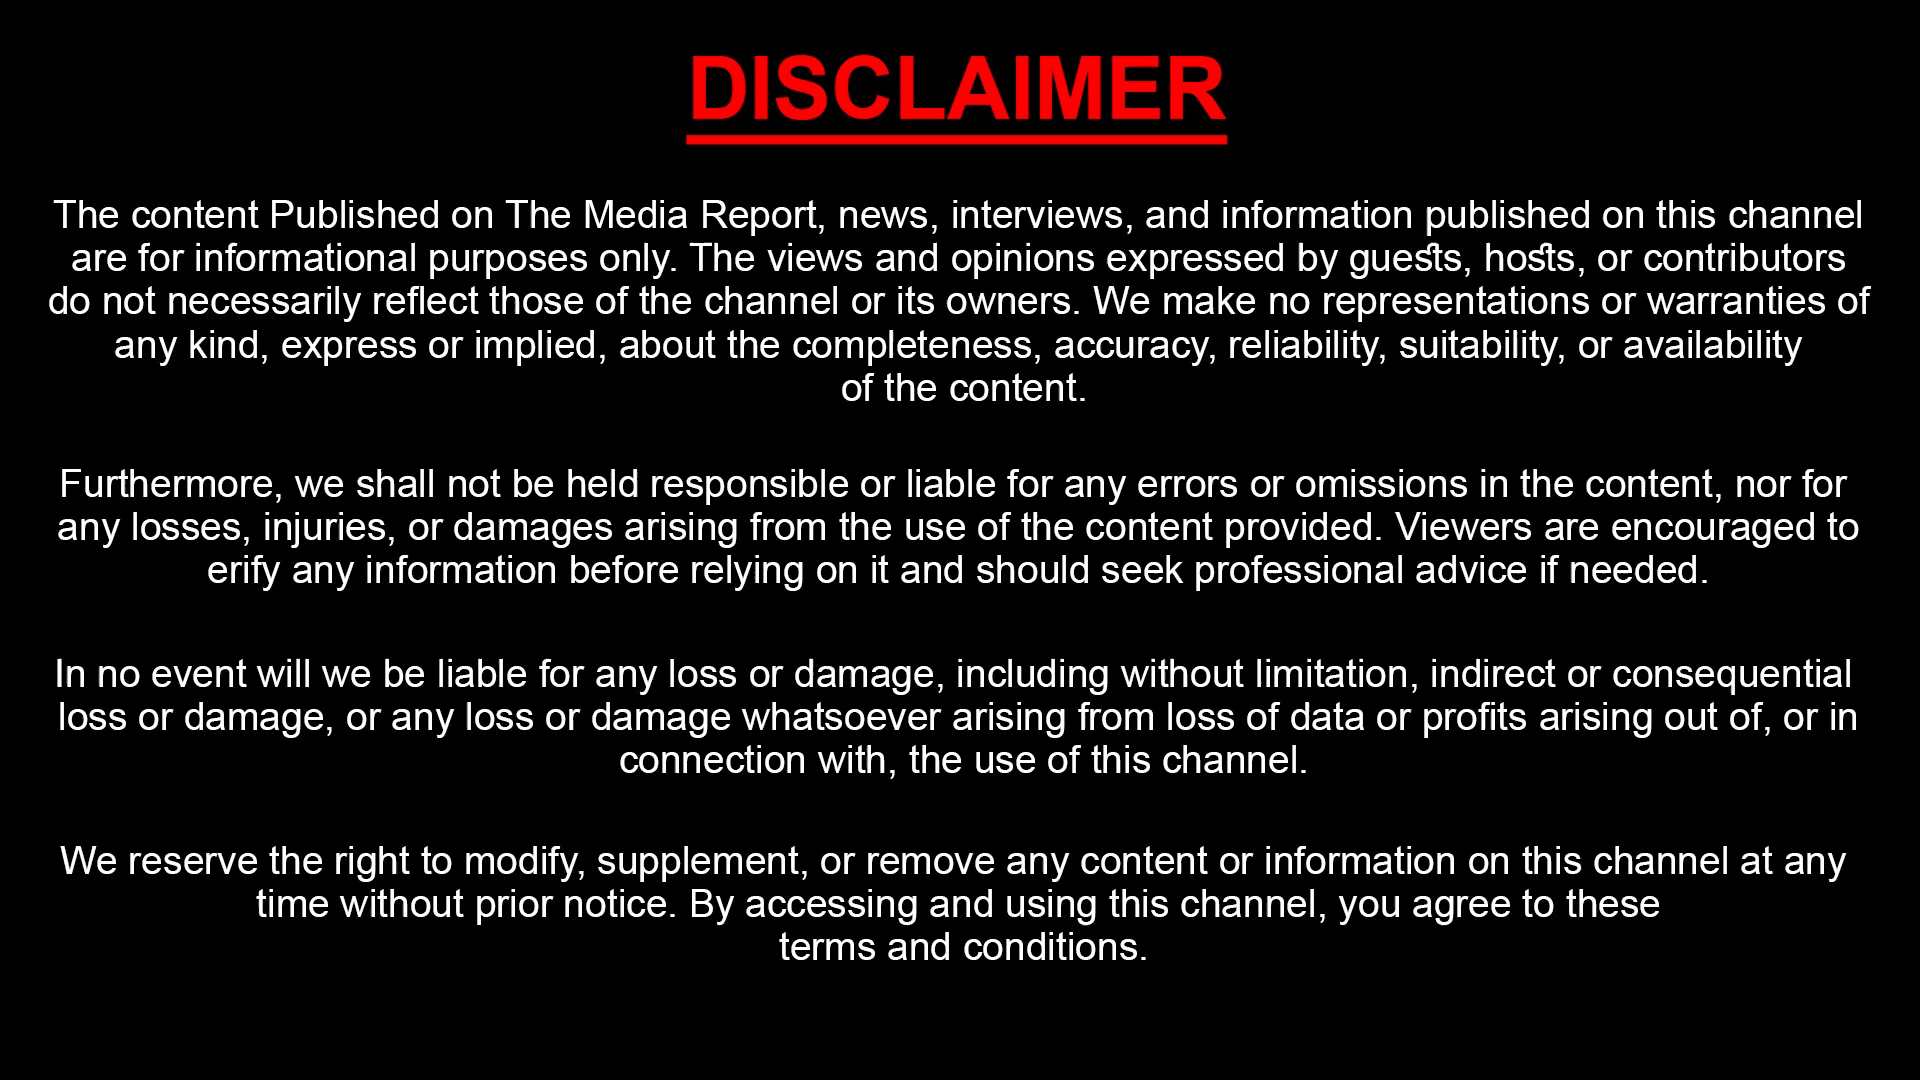 DISCLAIMER
The content Published on The Media Report, news, interviews, and information published on this channel
are for informational purposes only. The views and opinions expressed by guests, hosts, or contributors
do not necessarily reflect those of the channel or its owners. We make no representations or warranties of
any kind, express or implied, about the completeness, accuracy, reliability, suitability, or availability
of the content.
Furthermore, we shall not be held responsible or liable for any errors or omissions in the content, nor for
any losses, injuries, or damages arising from the use of the content provided. Viewers are encouraged to
erify any information before relying on it and should seek professional advice if needed.
In no event will we be liable for any loss or damage, including without limitation, indirect or consequential
loss or damage, or any loss or damage whatsoever arising from loss of data or profits arising out of, or in
connection with, the use of this channel.
We reserve the right to modify, supplement, or remove any content or information on this channel at any
time without prior notice. By accessing and using this channel, you agree to these
terms and conditions.